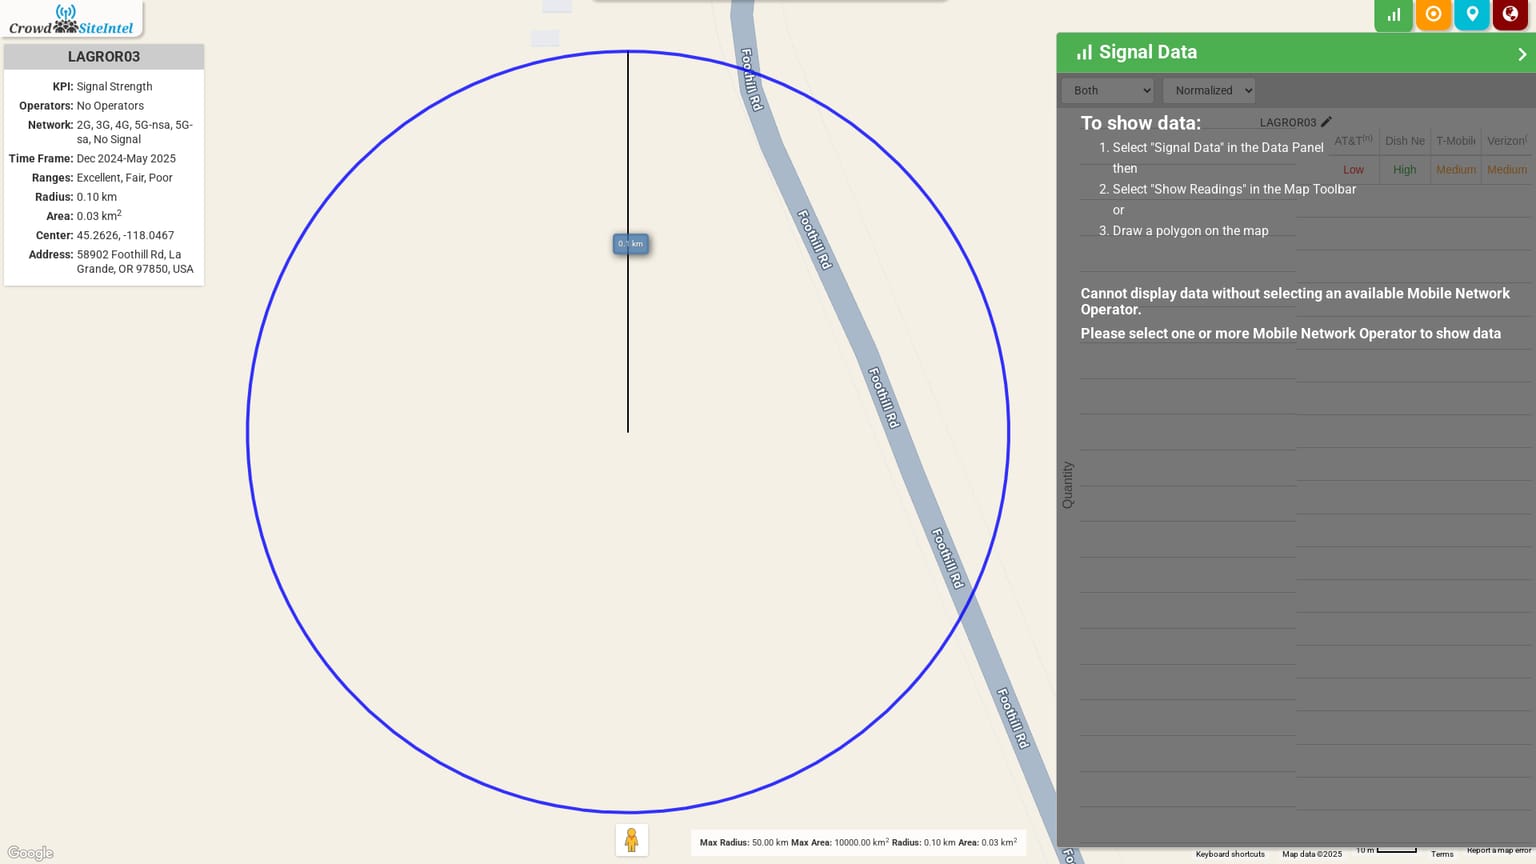 Crowd SiteIntel
LAGROR03
KPI: Signal Strength
Operators: No Operators
Network: 2G, 3G, 4G, 5G-nsa, 5G-
sa, No Signal
Time Frame: Dec 2024-May 2025
Ranges: Excellent, Fair, Poor
Radius: 0.10 km
Area: 0.03 km²
Center: 45.2626, -118.0467
Address: 58902 Foothill Rd, La
Grande, OR 97850, USA
Foothill Rd
Foothill Rd
0.1 km
Foothill Rd
Foothill Rd
Foothill Rd
Fo
Signal Data
Both
Normalized
To show data:
LAGROR03
1. Select "Signal Data" in the Data Panel
then
2. Select "Show Readings" in the Map Toolbar
or
3. Draw a polygon on the map
AT&T(n) Dish Ne T-Mobile Verizon(
Low High Medium Medium
Cannot display data without selecting an available Mobile Network
Operator.
Please select one or more Mobile Network Operator to show data
Quantity
Google
Max Radius: 50.00 km Max Area: 10000.00 km² Radius: 0.10 km Area: 0.03 km²
Keyboard shortcuts Map data ©2025 10 m Terms Report a map error